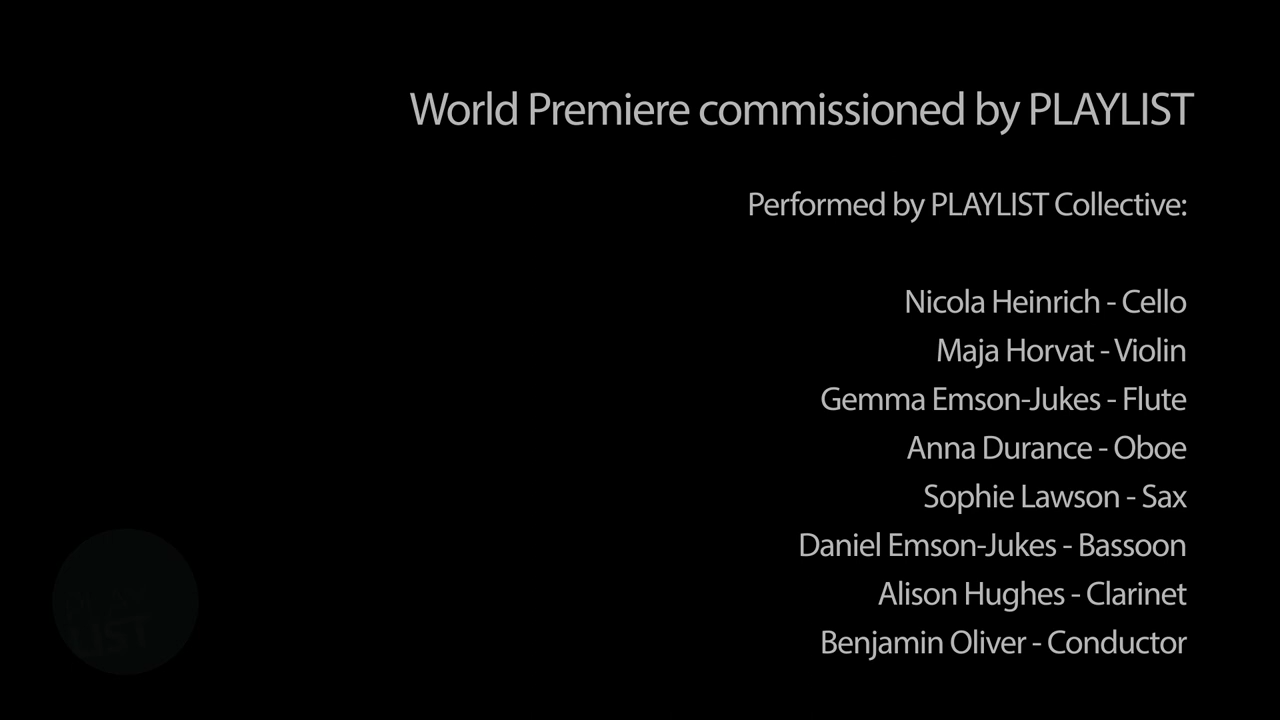 World Premiere commissioned by PLAYLIST
Performed by PLAYLIST Collective:
Nicola Heinrich - Cello
Maja Horvat - Violin
Gemma Emson-Jukes - Flute
Anna Durance - Oboe
Sophie Lawson - Sax
Daniel Emson-Jukes - Bassoon
Alison Hughes - Clarinet
Benjamin Oliver - Conductor
LIST